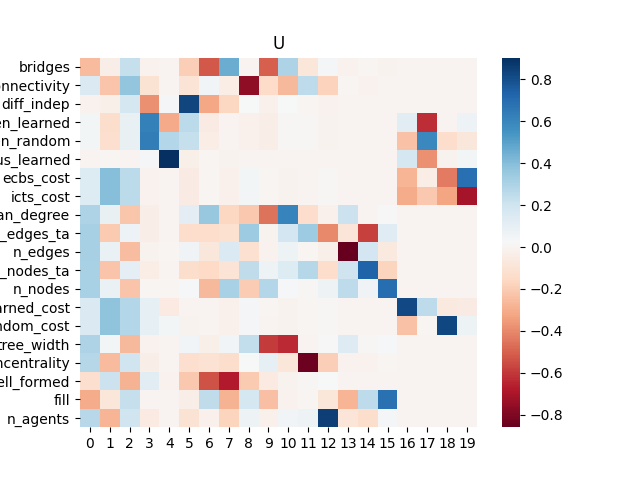 U
bridges
onnectivity
diff_indep
en_learned
n_random
us_learned
ecbs_cost
icts_cost
an_degree
_edges_ta
n_edges
_nodes_ta
n_nodes
arned_cost
ndom_cost
tree_width
ncentrality
ell_formed
fill
n_agents
0 1 2 3 4 5 6 7 8 9 10 11 12 13 14 15 16 17 18 19
0.8
0.6
0.4
0.2
0.0
−0.2
−0.4
−0.6
−0.8